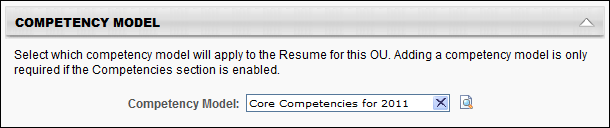 COMPETENCY MODEL
Select which competency model will apply to the Resume for this OU. Adding a competency model is only
required if the Competencies section is enabled.
Competency Model: Core Competencies for 2011